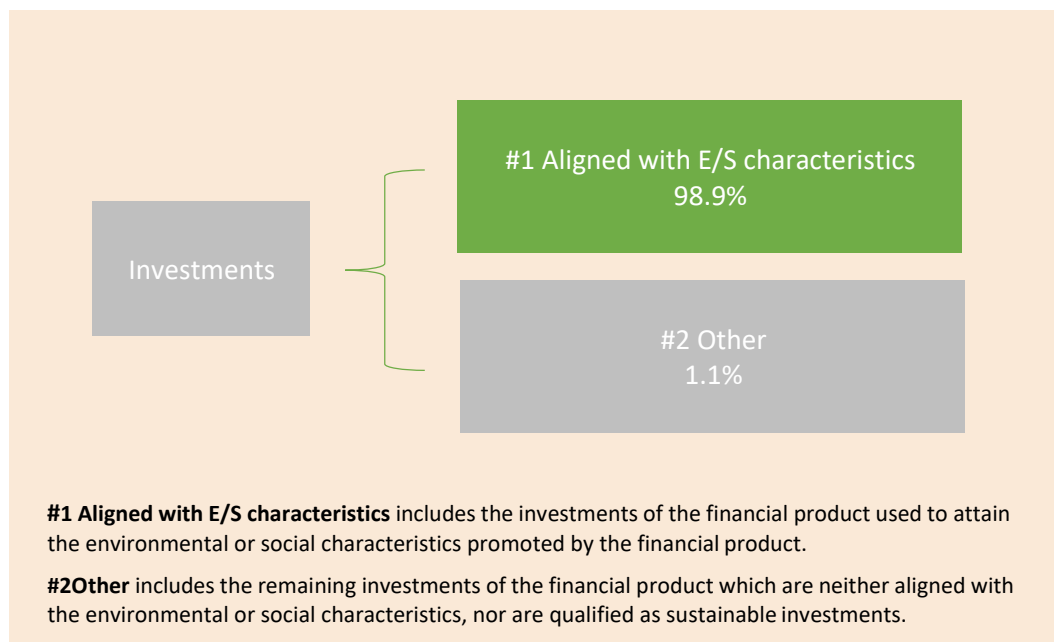 #1 Aligned with E/S characteristics
98.9%
Investments
#2 Other
1.1%
#1 Aligned with E/S characteristics includes the investments of the financial product used to attain
the environmental or social characteristics promoted by the financial product.
#2Other includes the remaining investments of the financial product which are neither aligned with
the environmental or social characteristics, nor are qualified as sustainable investments.